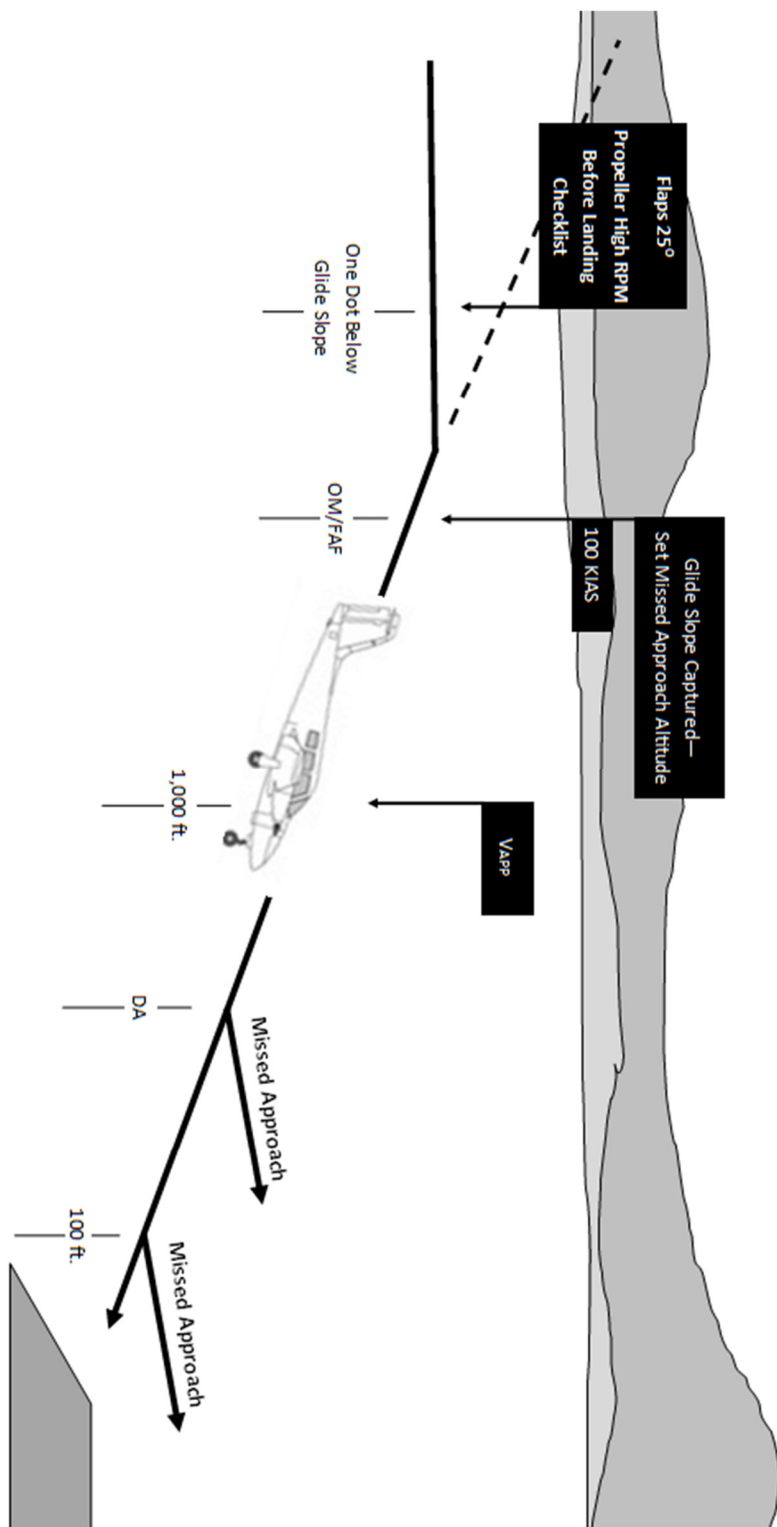 Flaps 25°
Propeller High RPM
Before Landing
Checklist
One Dot Below
Glide Slope
Glide Slope Captured—
Set Missed Approach Altitude
100 KIAS
OM/FAF
VAPP
1,000 ft.
DA
Missed Approach
100 ft.
Missed Approach